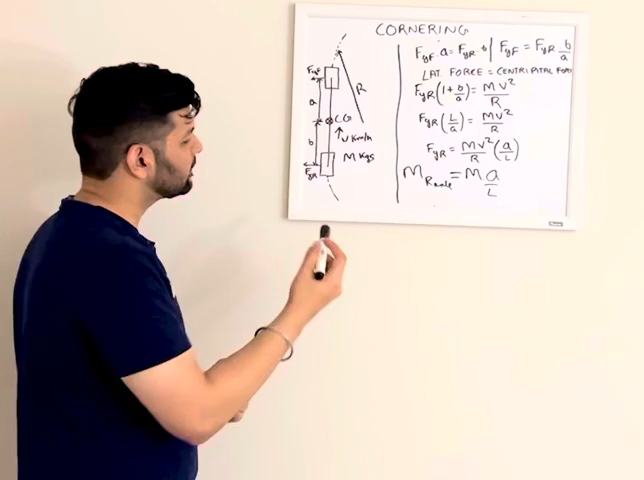 CORNERING
FyF
a
R
CG
V Km/h
b
M Kgs
FyR
FyF . a = FyR . b | FyF = FyR b/a
LAT. FORCE = CENTRIPITAL FORCE
FyR(1+b/a) = MV²/R
FyR(L/a) = MV²/R
FyR = MV²/R (a/L)
MRaxle = M a/L